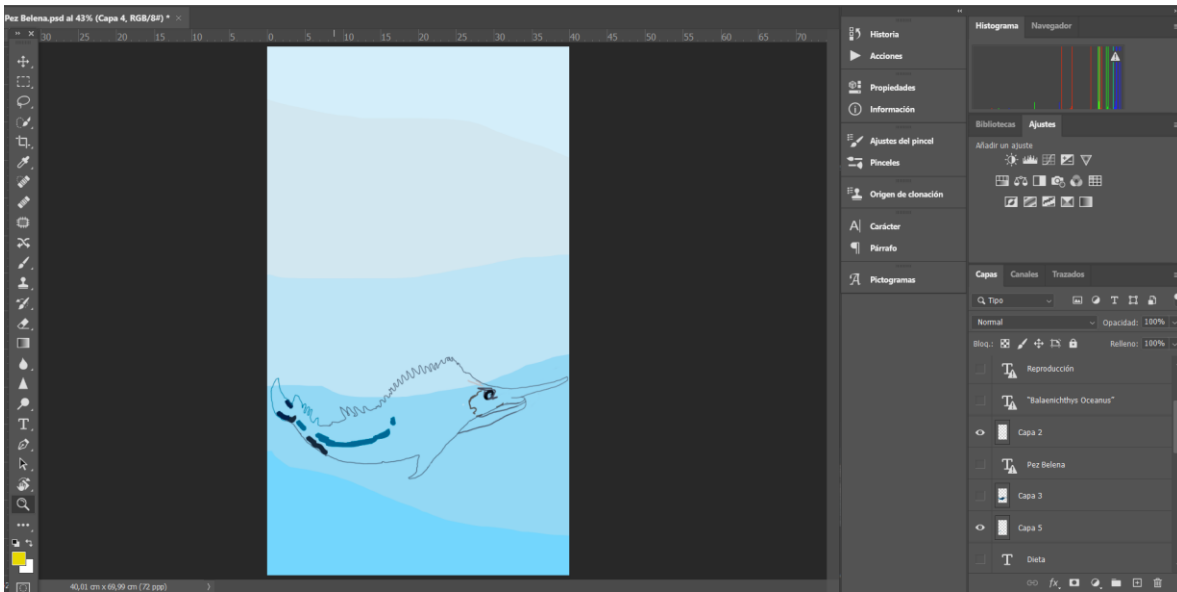 Pez Belena.psd al 43% (Capa 4, RGB/8#) * ×
30 25 20 15 10 5 0 5 10 15 20 25 30 35 40 45 50 55 60 65 70
Historia
Acciones
Propiedades
Información
Ajustes del pincel
Pinceles
Origen de clonación
Carácter
Párrafo
Pictogramas
Histograma Navegador
Bibliotecas Ajustes
Añadir un ajuste
Capas Canales Trazados
Tipo
Normal Opacidad: 100%
Bloq.: Relleno: 100%
Reproducción
"Balaenichthys Oceanus"
Capa 2
Pez Belena
Capa 3
Capa 5
Dieta
40,01 cm x 69,99 cm (72 ppp)